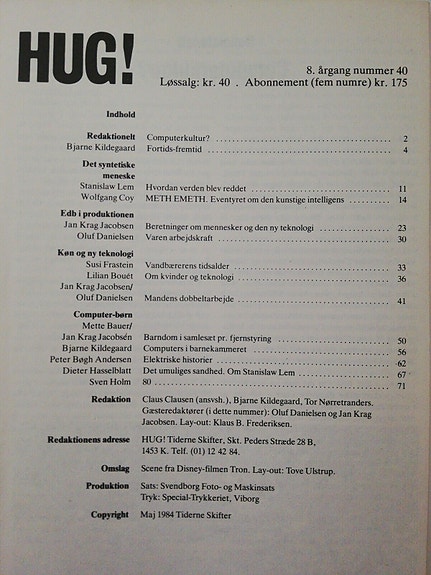 HUG!
8. årgang nummer 40
Løssalg: kr. 40 . Abonnement (fem numre) kr. 175
Indhold
Redaktionelt Computerkultur? 2
Bjarne Kildegaard Fortids-fremtid 4
Det syntetiske
meneske
Stanislaw Lem Hvordan verden blev reddet 11
Wolfgang Coy METH EMETH. Eventyret om den kunstige intelligens 14
Edb i produktionen
Jan Krag Jacobsen Beretninger om mennesker og den ny teknologi 23
Oluf Danielsen Varen arbejdskraft 30
Køn og ny teknologi
Susi Frastein Vandbærerens tidsalder 33
Lilian Bouét Om kvinder og teknologi 36
Jan Krag Jacobsen/
Oluf Danielsen Mandens dobbeltarbejde 41
Computer-børn
Mette Bauer/
Jan Krag Jacobsén Barndom i samlesæt pr. fjernstyring 50
Bjarne Kildegaard Computers i barnekammeret 56
Peter Bøgh Andersen Elektriske historier 62
Dieter Hasselblatt Det umuliges sandhed. Om Stanislaw Lem 67
Sven Holm 80 71
Redaktion Claus Clausen (ansvsh.), Bjarne Kildegaard, Tor Nørretranders.
Gæsteredaktører (i dette nummer): Oluf Danielsen og Jan Krag
Jacobsen. Lay-out: Klaus B. Frederiksen.
Redaktionens adresse HUG! Tiderne Skifter, Skt. Peders Stræde 28 B,
1453 K. Telf. (01) 12 42 84.
Omslag Scene fra Disney-filmen Tron. Lay-out: Tove Ulstrup.
Produktion Sats: Svendborg Foto- og Maskinsats
Tryk: Special-Trykkeriet, Viborg
Copyright Maj 1984 Tiderne Skifter